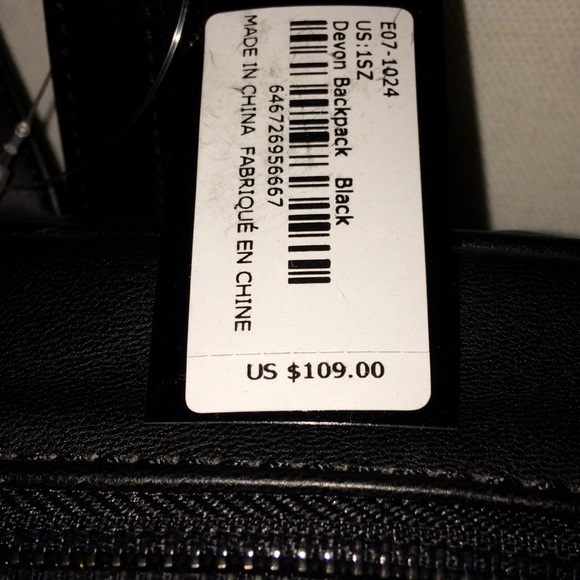 E07-1024
US:1SZ
Devon Backpack Black
646726956667
MADE IN CHINA FABRIQUÉ EN CHINE
US $109.00